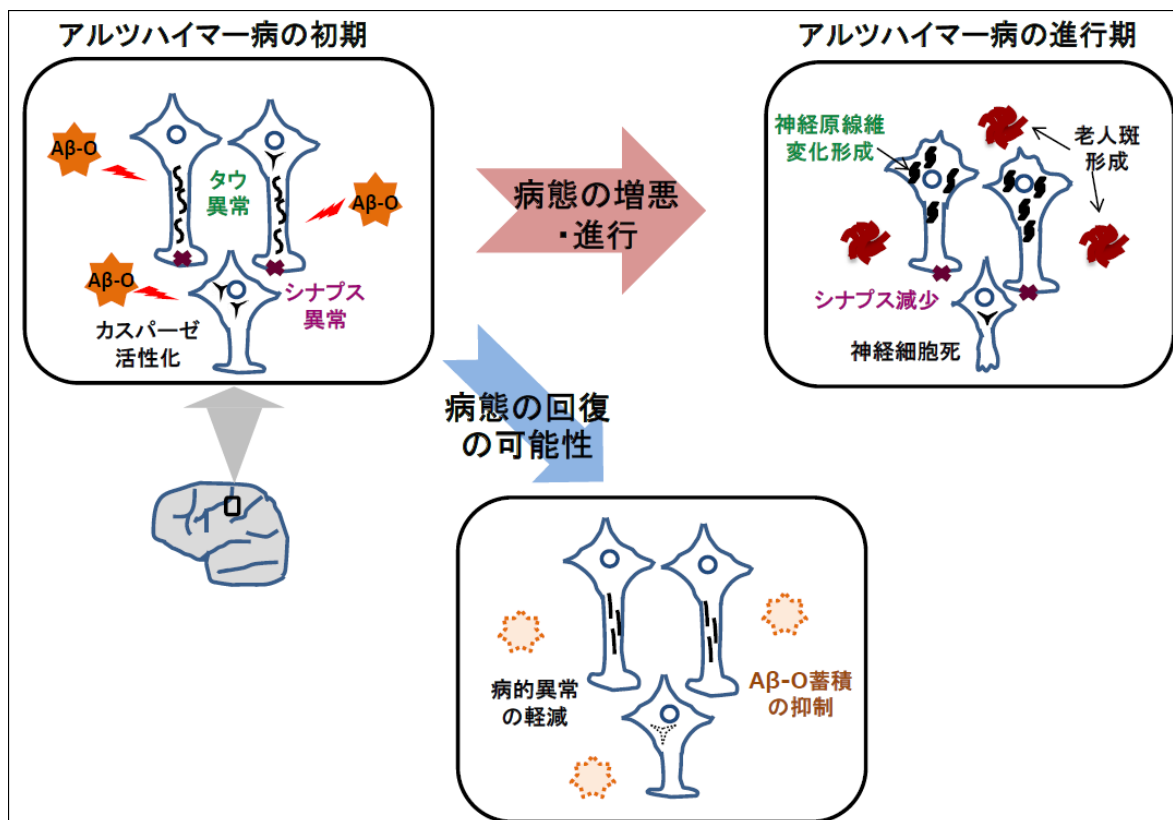 アルツハイマー病の初期
Aβ-O
タウ
異常
Aβ-O
Aβ-O
シナプス
異常
カスパーゼ
活性化
病態の増悪
・進行
アルツハイマー病の進行期
神経原線維
変化形成
老人斑
形成
シナプス減少
神経細胞死
病態の回復
の可能性
病的異常
の軽減
Aβ-O蓄積
の抑制